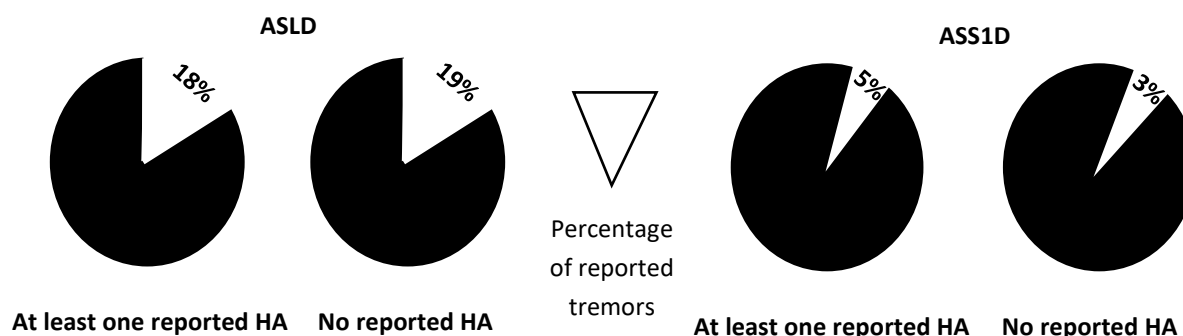 ASLD
18%
19%
At least one reported HA
No reported HA
Percentage
of reported
tremors
ASS1D
5%
3%
At least one reported HA
No reported HA